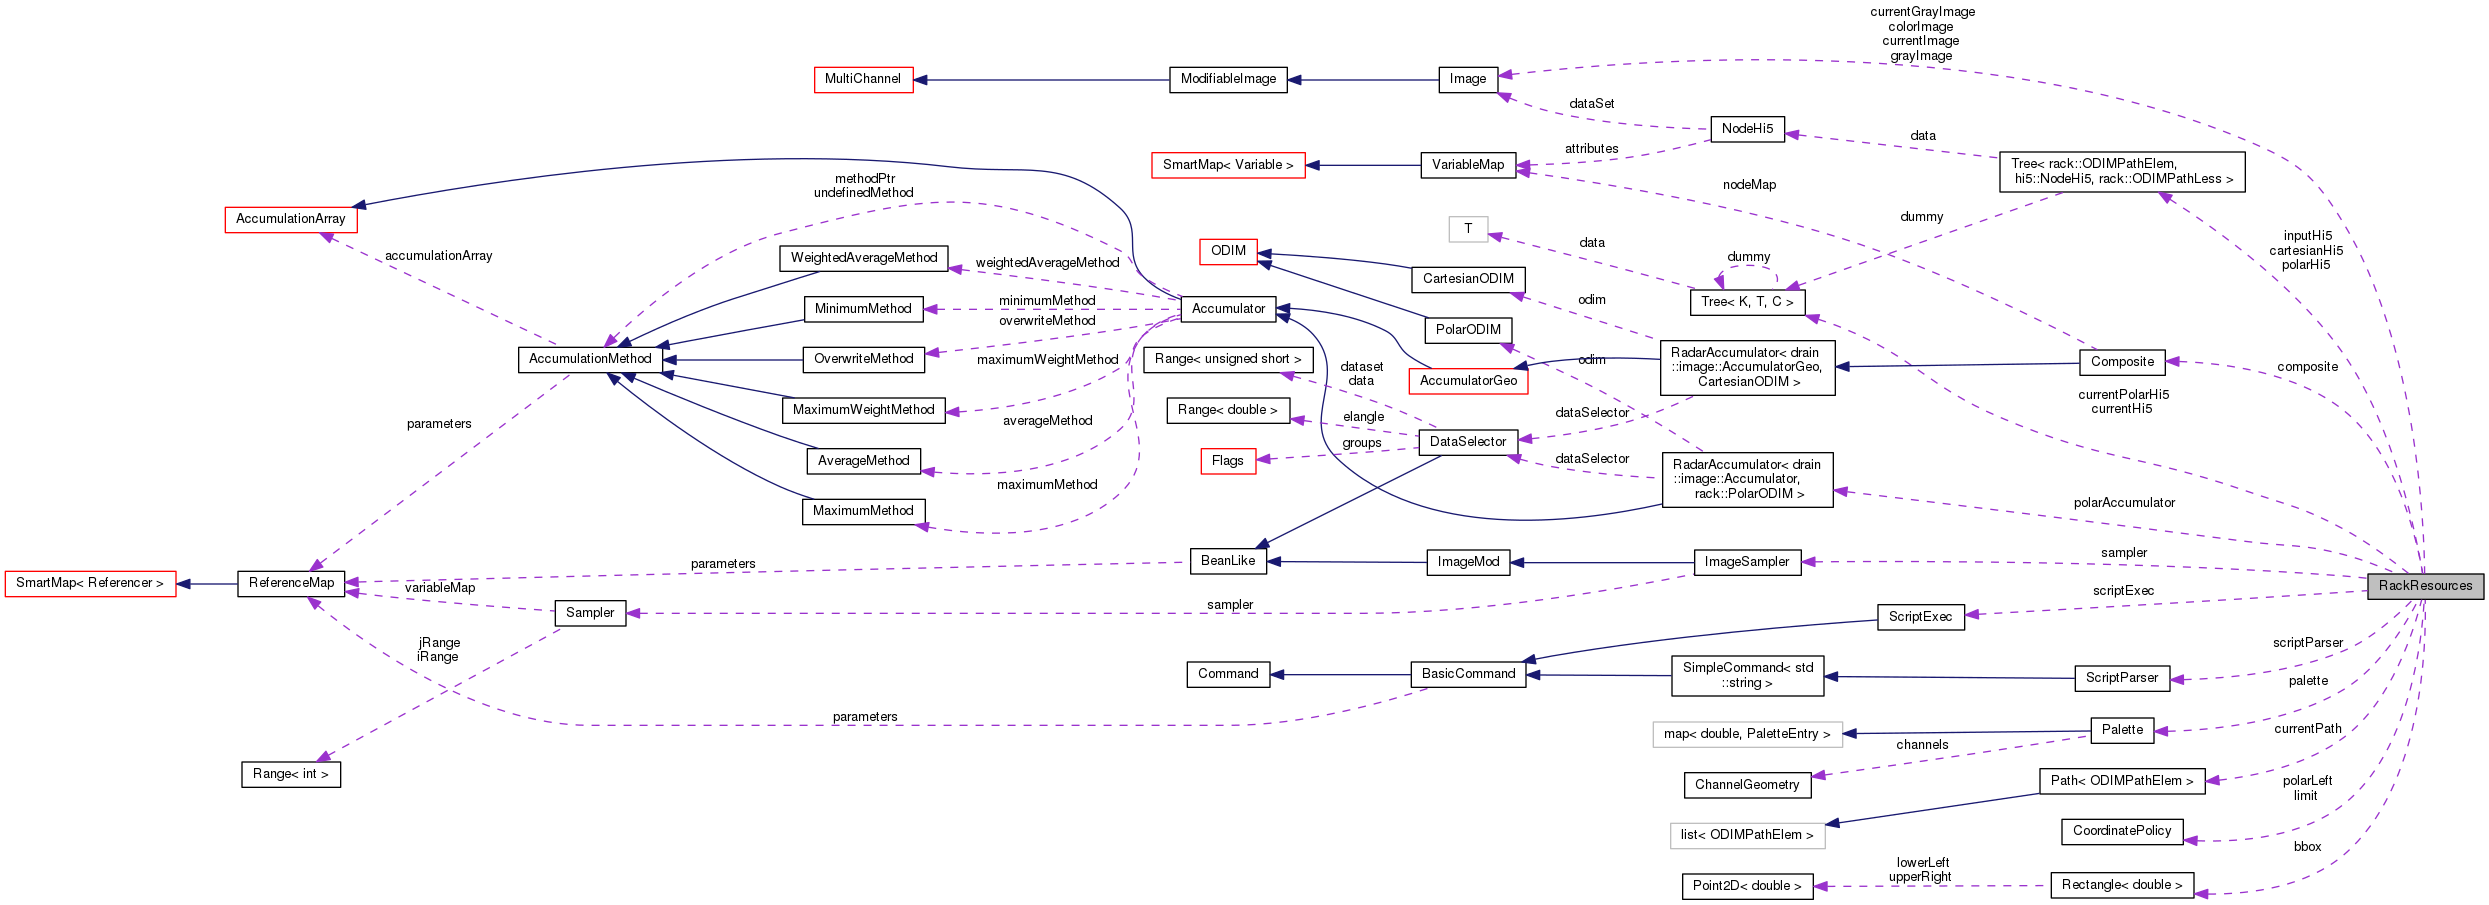 currentGrayImage
colorImage
currentImage
grayImage
MultiChannel
ModifiableImage
Image
dataSet
NodeHi5
data
attributes
SmartMap< Variable >
VariableMap
Tree< rack::ODIMPathElem,
hi5::NodeHi5, rack::ODIMPathLess >
nodeMap
methodPtr
undefinedMethod
AccumulationArray
accumulationArray
T
data
dummy
dummy
inputHi5
cartesianHi5
polarHi5
ODIM
WeightedAverageMethod
weightedAverageMethod
CartesianODIM
Tree< K, T, C >
odim
MinimumMethod
minimumMethod
Accumulator
overwriteMethod
PolarODIM
AccumulationMethod
OverwriteMethod
maximumWeightMethod
Range< unsigned short >
odim
RadarAccumulator< drain
::image::AccumulatorGeo,
CartesianODIM >
Composite
composite
dataset
data
AccumulatorGeo
currentPolarHi5
currentHi5
MaximumWeightMethod
averageMethod
Range< double >
elangle
dataSelector
parameters
groups
DataSelector
AverageMethod
Flags
dataSelector
RadarAccumulator< drain
::image::Accumulator,
rack::PolarODIM >
maximumMethod
MaximumMethod
polarAccumulator
SmartMap< Referencer >
ReferenceMap
parameters
BeanLike
ImageMod
ImageSampler
sampler
RackResources
variableMap
Sampler
sampler
ScriptExec
scriptExec
jRange
iRange
Command
BasicCommand
SimpleCommand< std
::string >
ScriptParser
scriptParser
palette
parameters
map< double, PaletteEntry >
Palette
channels
currentPath
Range< int >
ChannelGeometry
Path< ODIMPathElem >
polarLeft
limit
list< ODIMPathElem >
CoordinatePolicy
bbox
lowerLeft
upperRight
Point2D< double >
Rectangle< double >